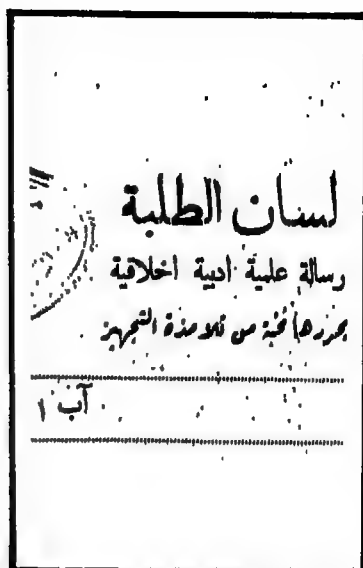 لسان الطلبة
رسالة علمية ادبية اخلاقية
يحررها نخبة من تلامذة التجهيز
آب ١